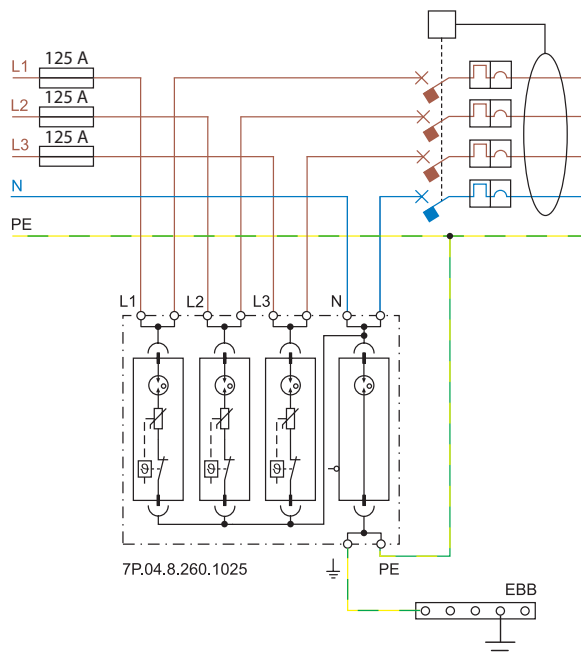 L1 125 A
L2 125 A
L3 125 A
N
PE
L1 L2 L3 N
ϑ ϑ ϑ
7P.04.8.260.1025 PE
EBB